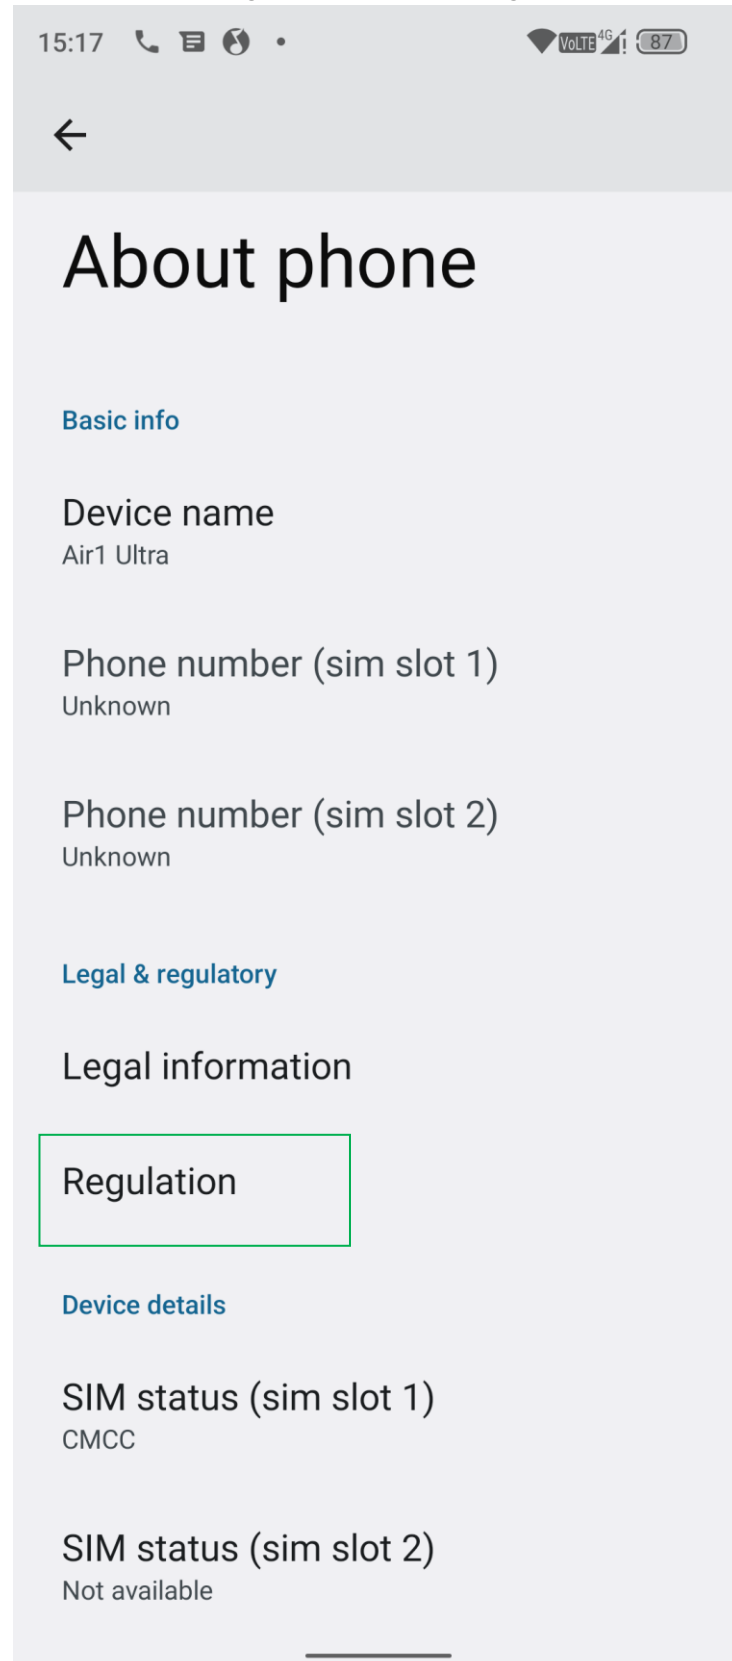 15:17
VoLTE 4G 87
About phone
Basic info
Device name
Air1 Ultra
Phone number (sim slot 1)
Unknown
Phone number (sim slot 2)
Unknown
Legal & regulatory
Legal information
Regulation
Device details
SIM status (sim slot 1)
CMCC
SIM status (sim slot 2)
Not available